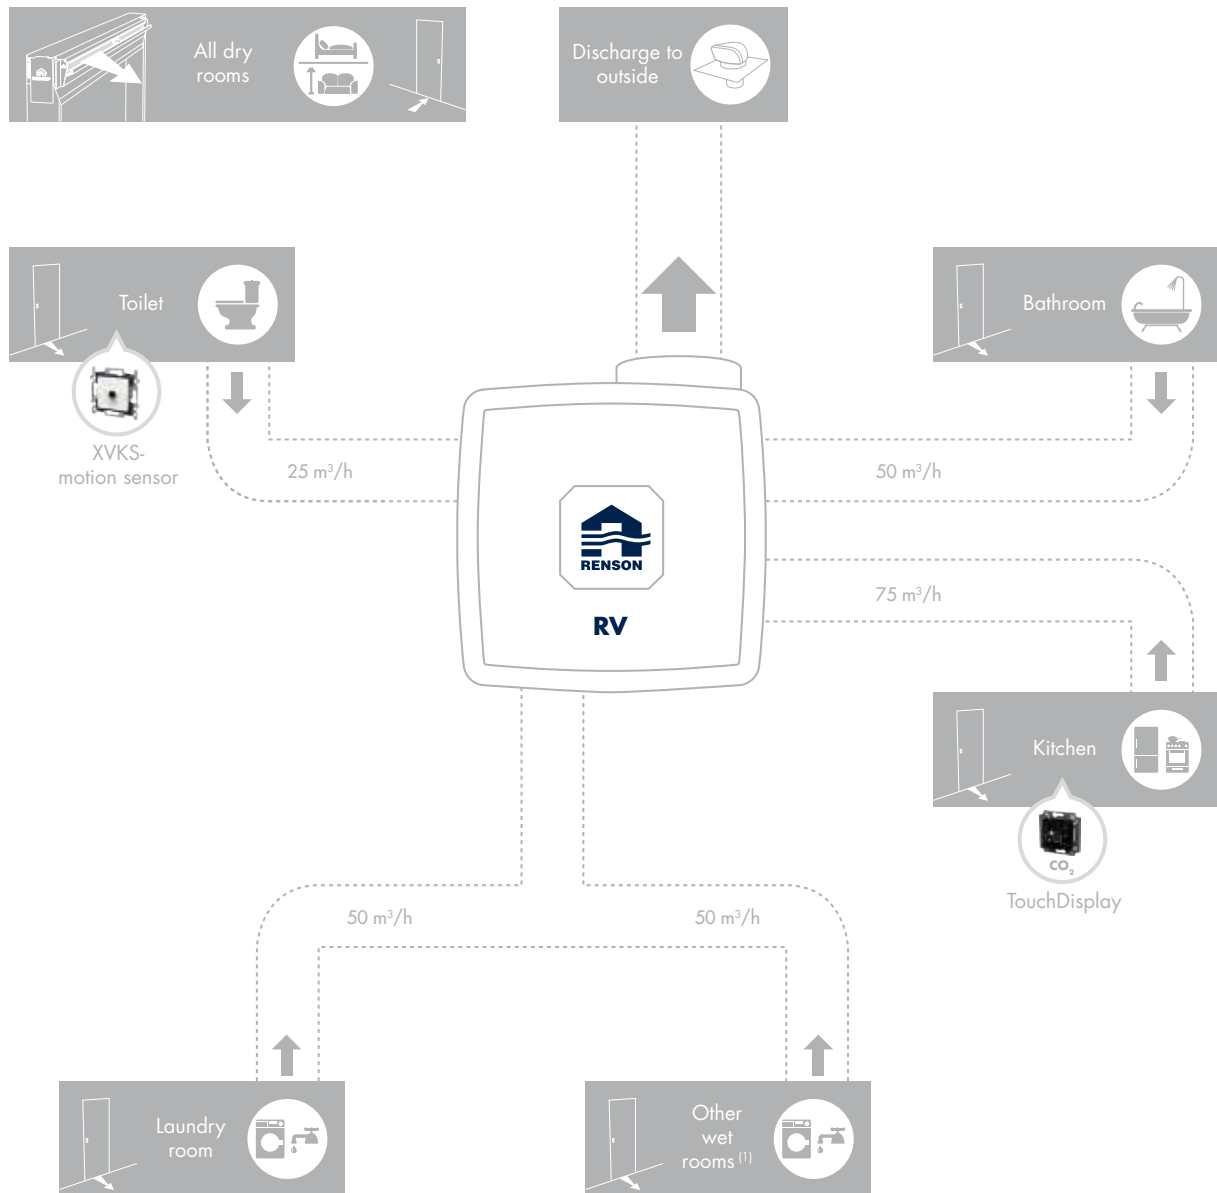 All dry
rooms
Discharge to
outside
Toilet
Bathroom
XVKS-
motion sensor
25 m³/h
50 m³/h
RENSON
RV
75 m³/h
Kitchen
CO₂
TouchDisplay
50 m³/h
50 m³/h
Laundry
room
Other
wet
rooms (1)